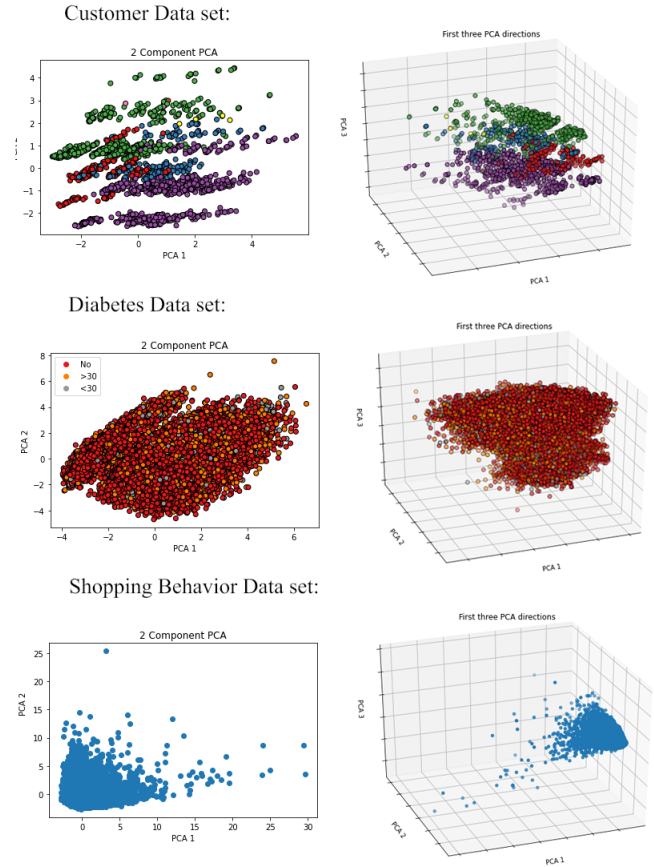 Customer Data set:
2 Component PCA
4
3
2
1
0
−1
−2
−2
0
2
4
PCA 1
First three PCA directions
PCA 3
PCA 2
PCA 1
Diabetes Data set:
2 Component PCA
No
>30
<30
8
6
4
2
0
−2
−4
PCA 2
−4
−2
0
2
4
6
PCA 1
First three PCA directions
PCA 3
PCA 2
PCA 1
Shopping Behavior Data set:
2 Component PCA
25
20
15
10
5
0
PCA 2
0
5
10
15
20
25
30
PCA 1
First three PCA directions
PCA 3
PCA 2
PCA 1